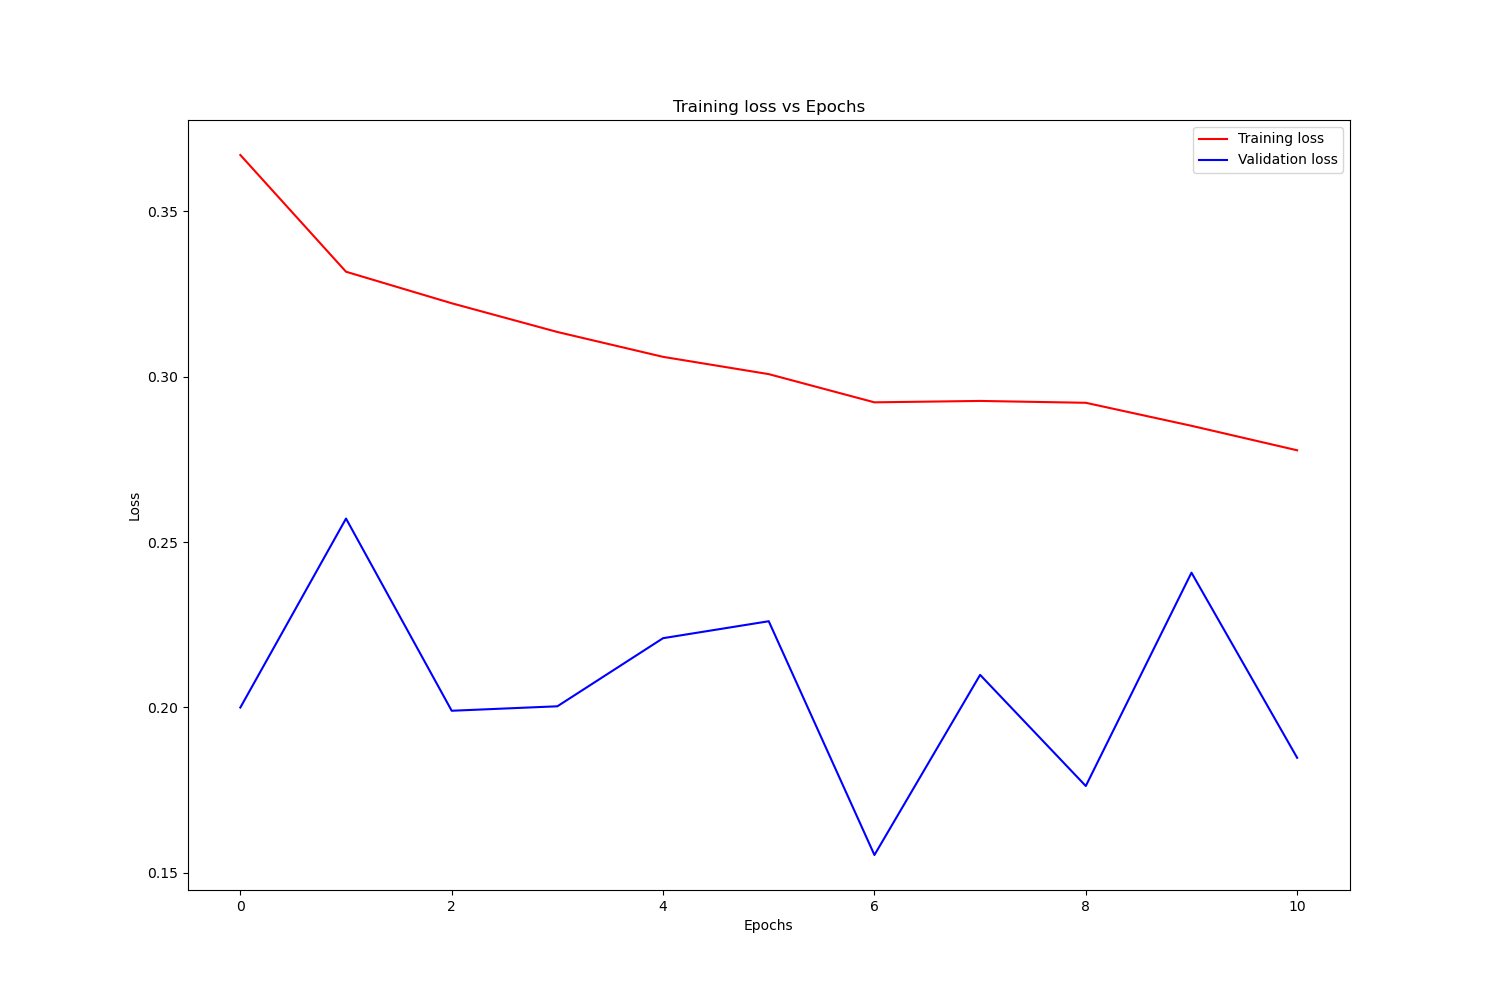 Training loss vs Epochs
Training loss
Validation loss
0.35
0.30
0.25
0.20
0.15
Loss
0 2 4 6 8 10
Epochs